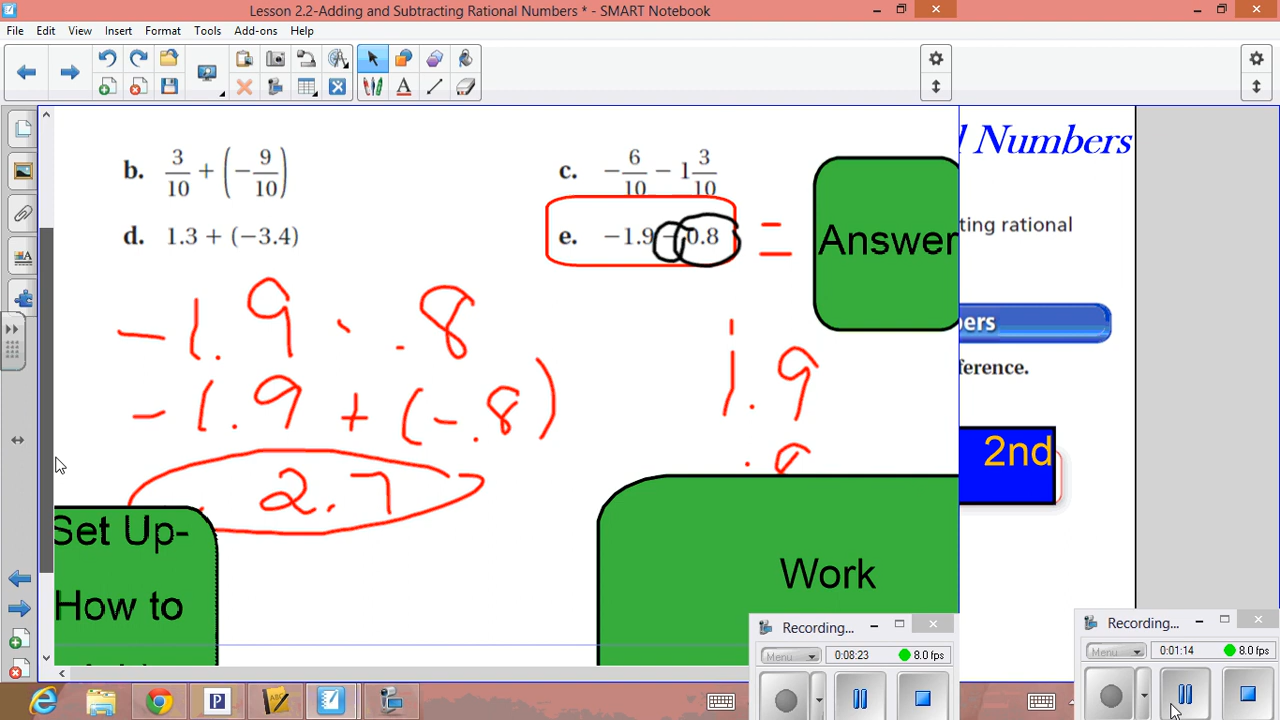 Lesson 2.2-Adding and Subtracting Rational Numbers * - SMART Notebook
File Edit View Insert Format Tools Add-ons Help
b. 3/10 + (-9/10)
c. -6/10 - 1 3/10
d. 1.3 + (-3.4)
e. -1.9 - 0.8 =
Answer
-1.9 . .8
-1.9 + (-.8)
2.7
1.9
Set Up-
How to
Work
l Numbers
ting rational
bers
ference.
2nd
Recording...
Menu 0:08:23 8.0 fps
Recording...
Menu 0:01:14 8.0 fps